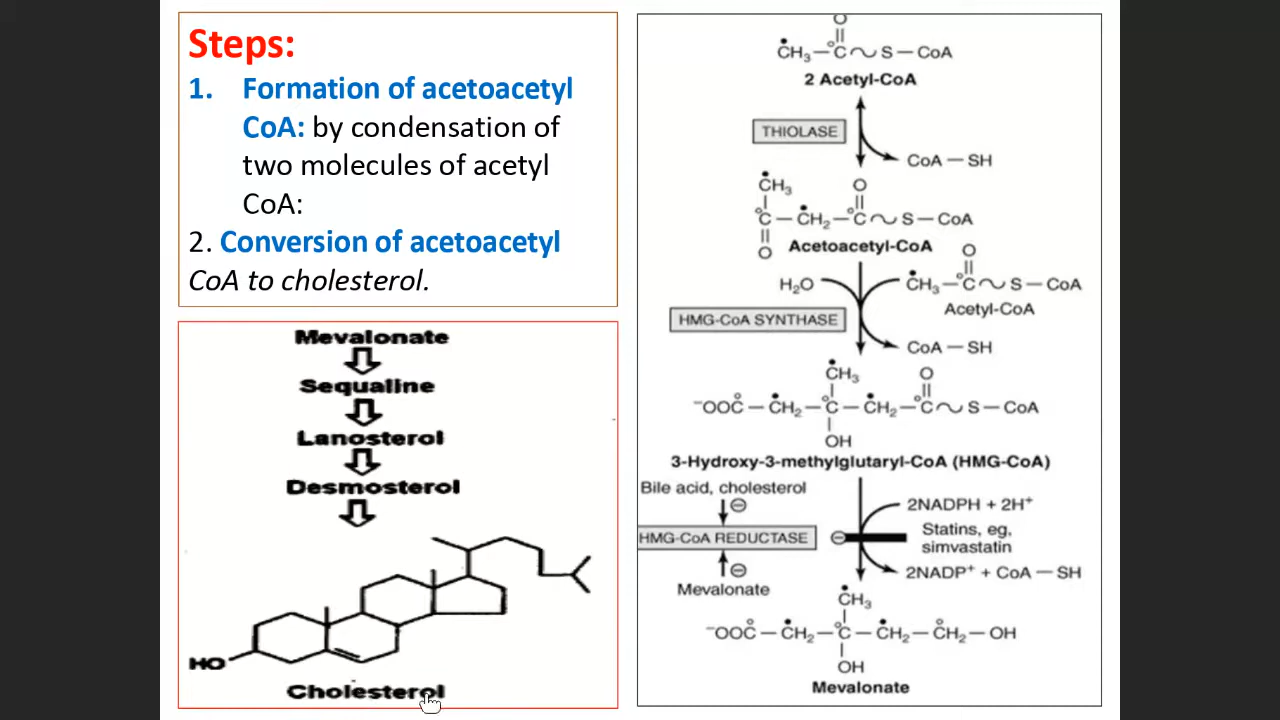 Steps:
1. Formation of acetoacetyl
CoA: by condensation of
two molecules of acetyl
CoA:
2. Conversion of acetoacetyl
CoA to cholesterol.
Mevalonate
Sequaline
Lanosterol
Desmosterol
HO
Cholesterol
O
CH3—C~S—CoA
2 Acetyl-CoA
THIOLASE
CoA—SH
CH3 O
C—CH2—C~S—CoA
O
Acetoacetyl-CoA
H2O
O
CH3—C~S—CoA
Acetyl-CoA
HMG-CoA SYNTHASE
CoA—SH
CH3 O
⁻OOC—CH2—C—CH2—C~S—CoA
OH
3-Hydroxy-3-methylglutaryl-CoA (HMG-CoA)
Bile acid, cholesterol
2NADPH + 2H⁺
HMG-CoA REDUCTASE
Statins, eg,
simvastatin
2NADP⁺ + CoA—SH
Mevalonate
CH3
⁻OOC—CH2—C—CH2—CH2—OH
OH
Mevalonate